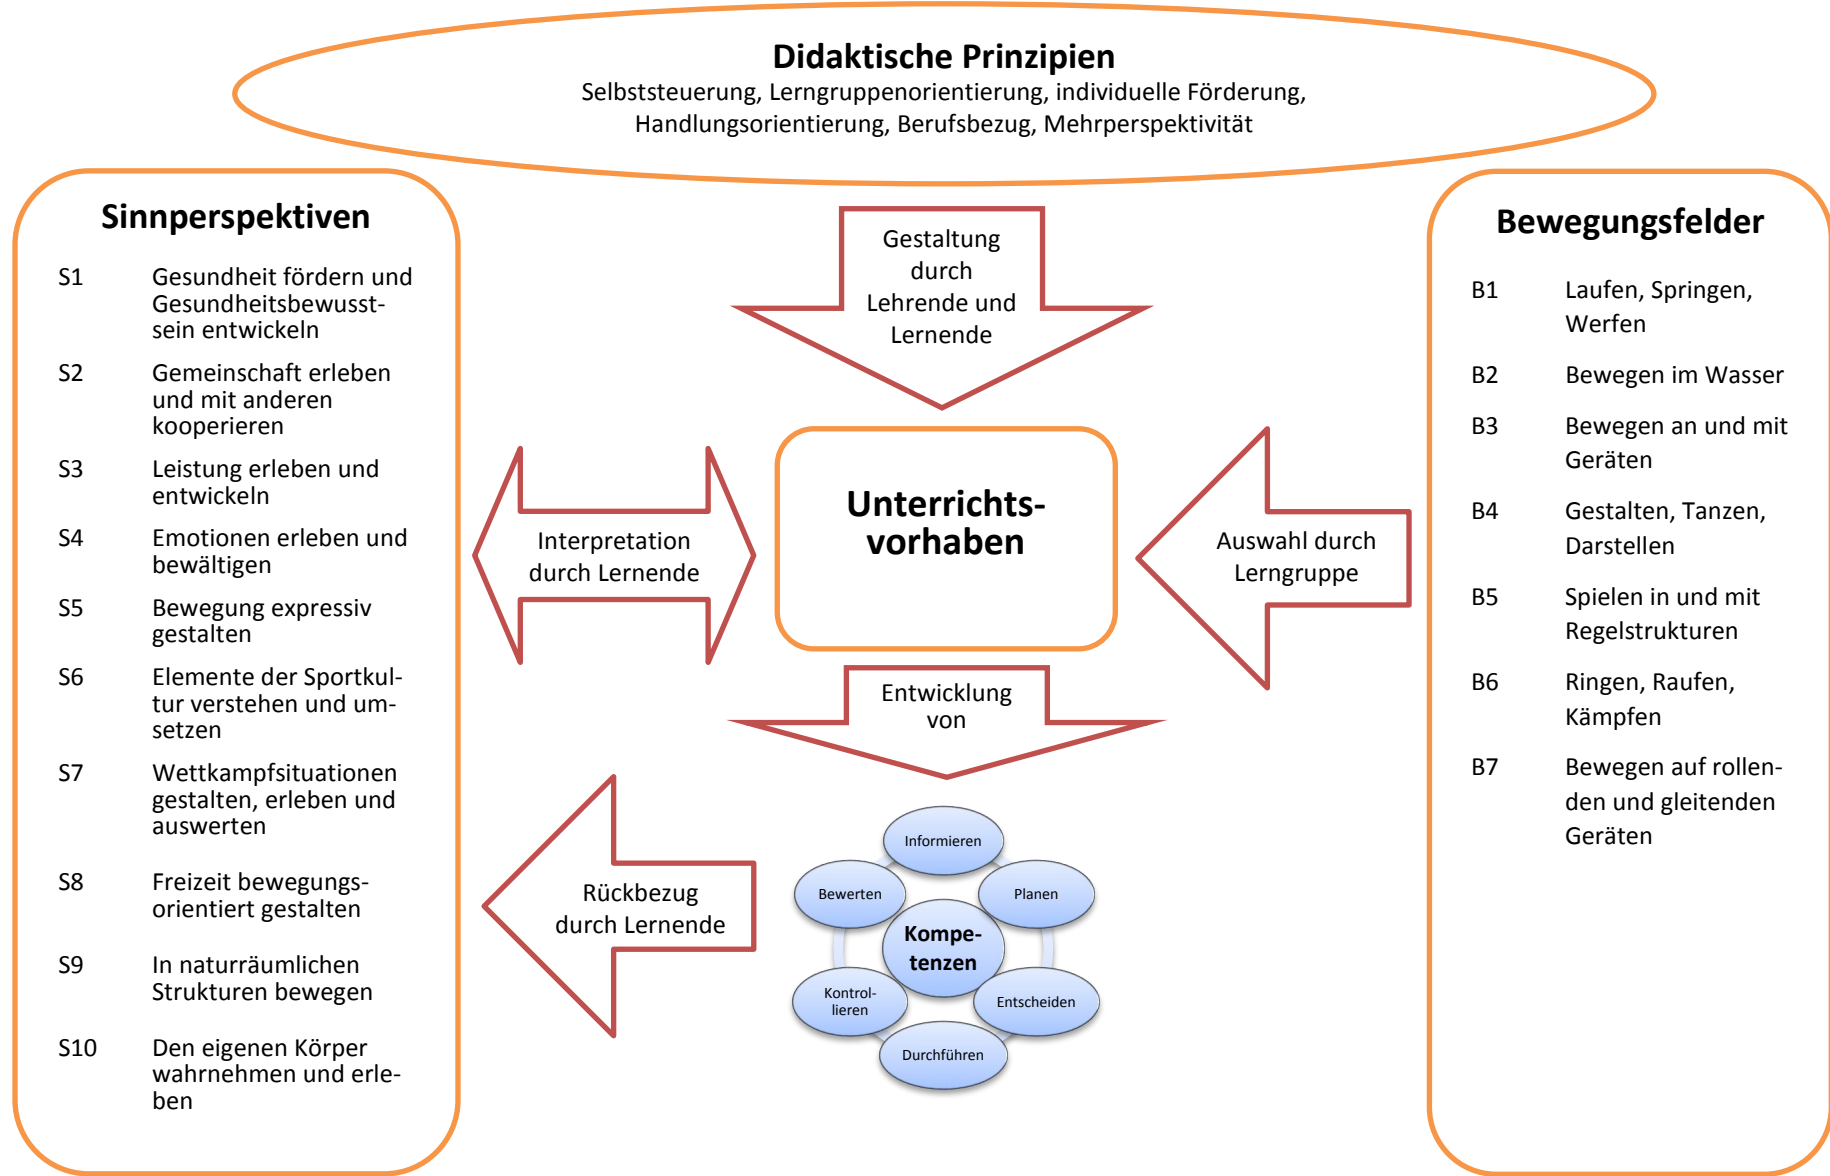 Didaktische Prinzipien
Selbststeuerung, Lerngruppenorientierung, individuelle Förderung,
Handlungsorientierung, Berufsbezug, Mehrperspektivität
Sinnperspektiven
S1 Gesundheit fördern und
Gesundheitsbewusst-
sein entwickeln
S2 Gemeinschaft erleben
und mit anderen
kooperieren
S3 Leistung erleben und
entwickeln
S4 Emotionen erleben und
bewältigen
S5 Bewegung expressiv
gestalten
S6 Elemente der Sportkul-
tur verstehen und um-
setzen
S7 Wettkampfsituationen
gestalten, erleben und
auswerten
S8 Freizeit bewegungs-
orientiert gestalten
S9 In naturräumlichen
Strukturen bewegen
S10 Den eigenen Körper
wahrnehmen und erle-
ben
Gestaltung
durch
Lehrende und
Lernende
Interpretation
durch Lernende
Unterrichts-
vorhaben
Auswahl durch
Lerngruppe
Entwicklung
von
Rückbezug
durch Lernende
Informieren
Planen
Entscheiden
Durchführen
Kontrol-
lieren
Bewerten
Kompe-
tenzen
Bewegungsfelder
B1 Laufen, Springen,
Werfen
B2 Bewegen im Wasser
B3 Bewegen an und mit
Geräten
B4 Gestalten, Tanzen,
Darstellen
B5 Spielen in und mit
Regelstrukturen
B6 Ringen, Raufen,
Kämpfen
B7 Bewegen auf rollen-
den und gleitenden
Geräten